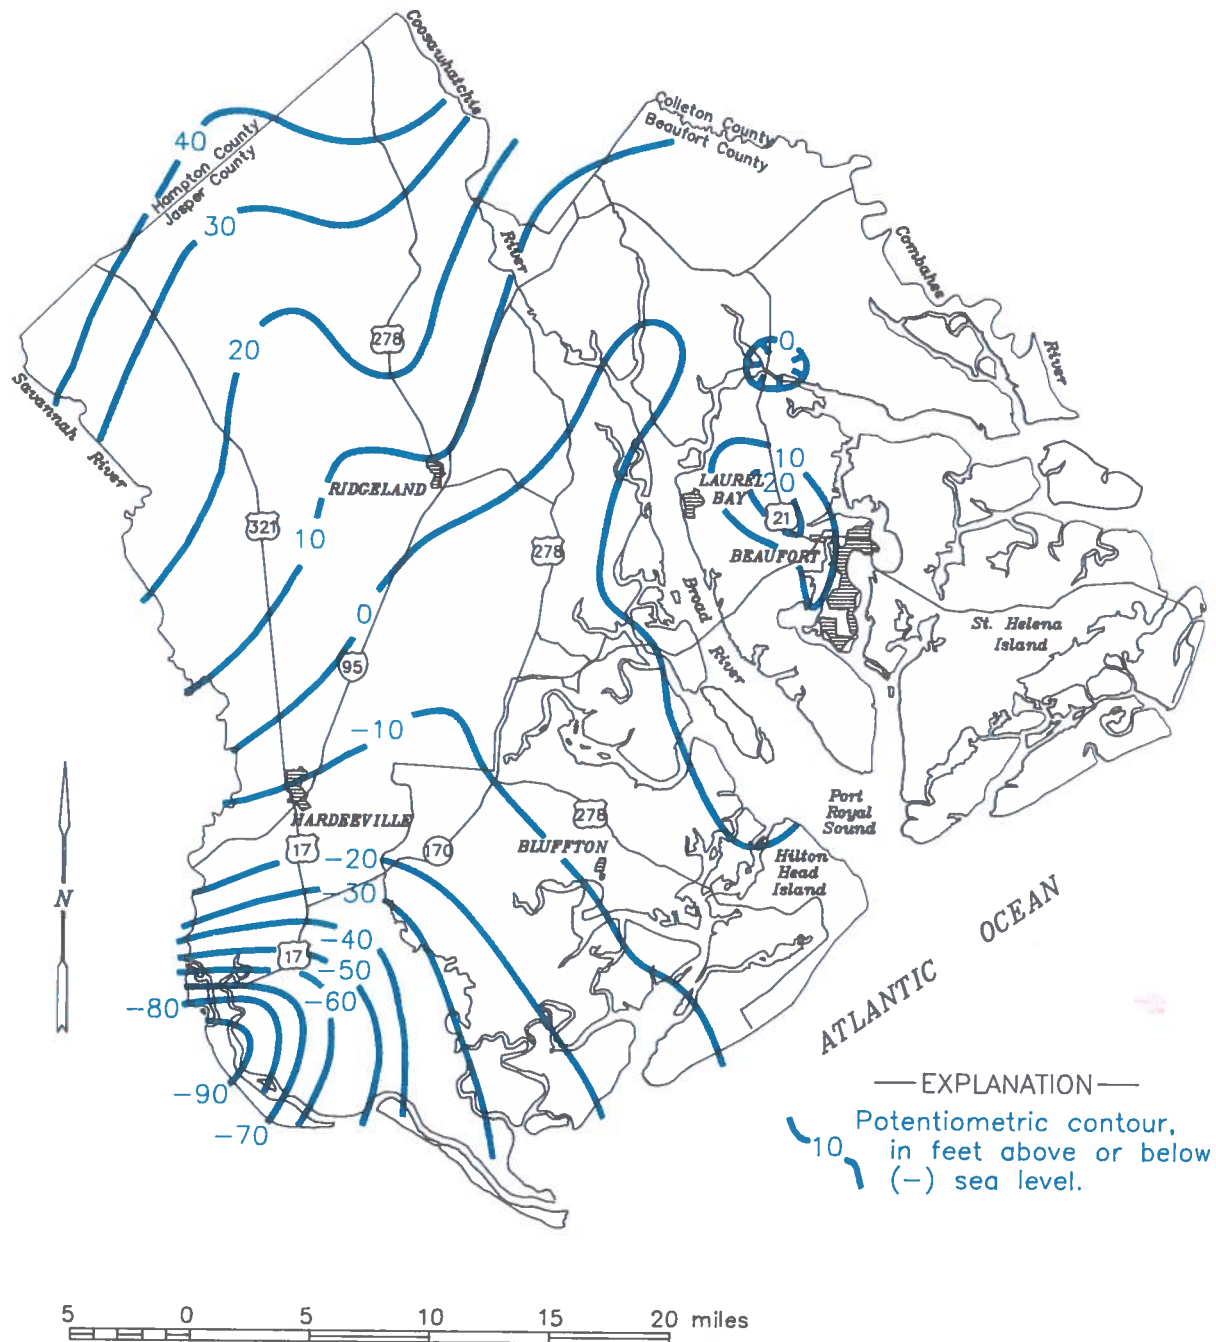 Coosawhatchie
River
Colleton County
Beaufort County
40
Hampton County
Jasper County
30
Combahee
River
278
20
0
Savannah
River
10
LAUREL
BAY
20
RIDGELAND
21
321
10
278
BEAUFORT
0
Broad
River
St. Helena
Island
95
-10
HARDEEVILLE
278
Port
Royal
Sound
17
-20
170
BLUFFTON
Hilton
Head
Island
-30
N
-40
17
-50
-60
-80
OCEAN
ATLANTIC
-90
-70
EXPLANATION
10
Potentiometric contour,
in feet above or below
(-) sea level.
5 0 5 10 15 20 miles